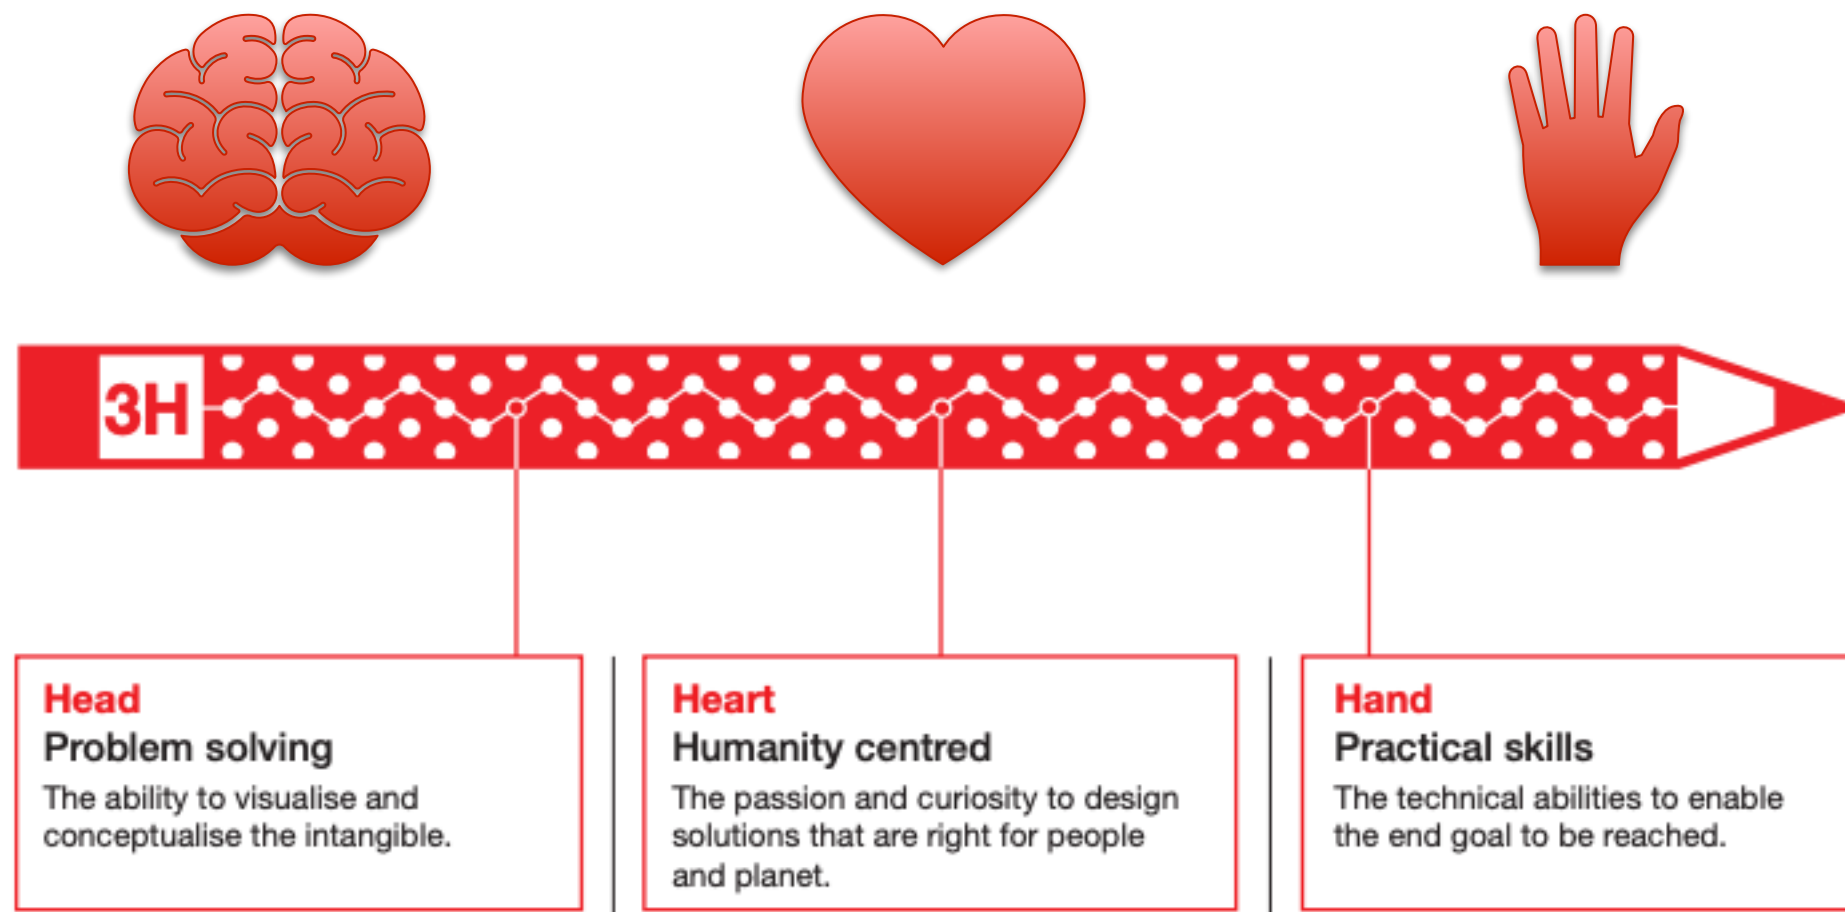 3H
Head
Problem solving
The ability to visualise and
conceptualise the intangible.
Heart
Humanity centred
The passion and curiosity to design
solutions that are right for people
and planet.
Hand
Practical skills
The technical abilities to enable
the end goal to be reached.